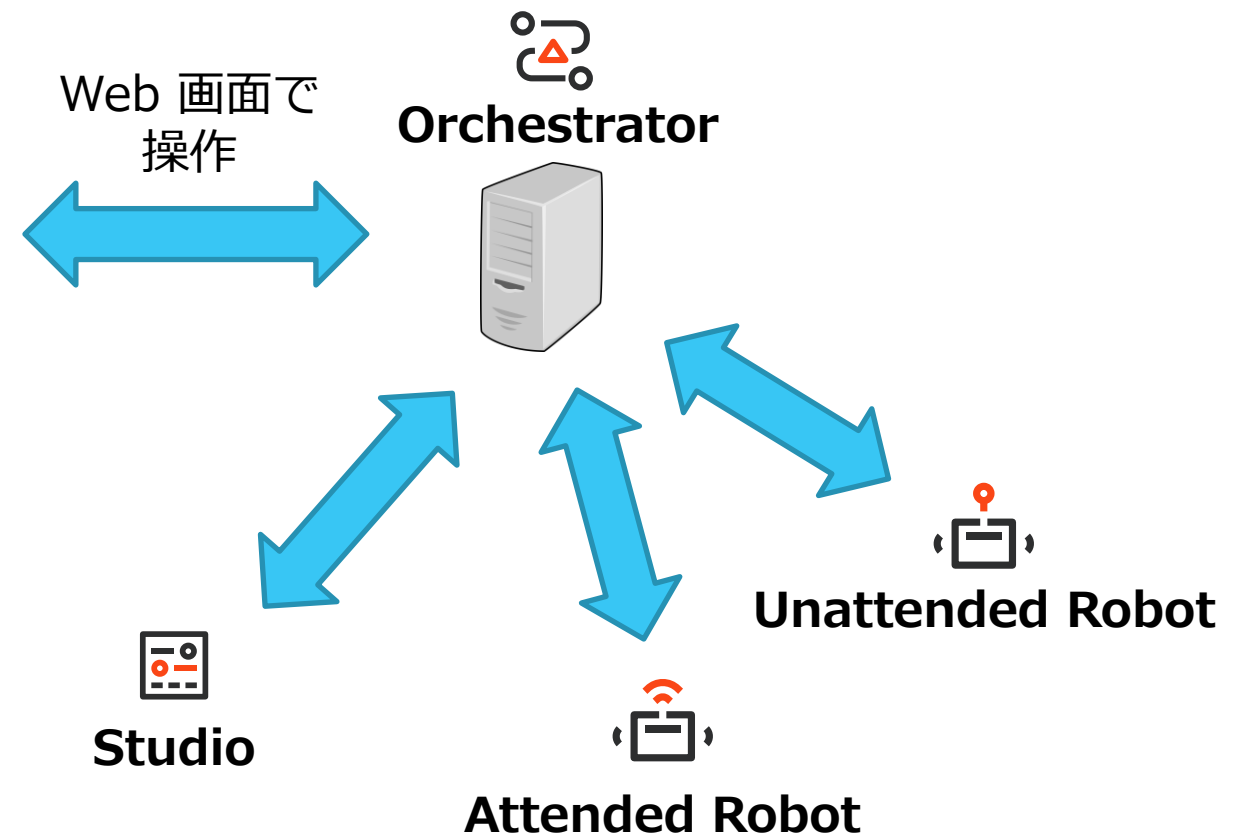 Web 画面で
操作
Orchestrator
Studio
Attended Robot
Unattended Robot